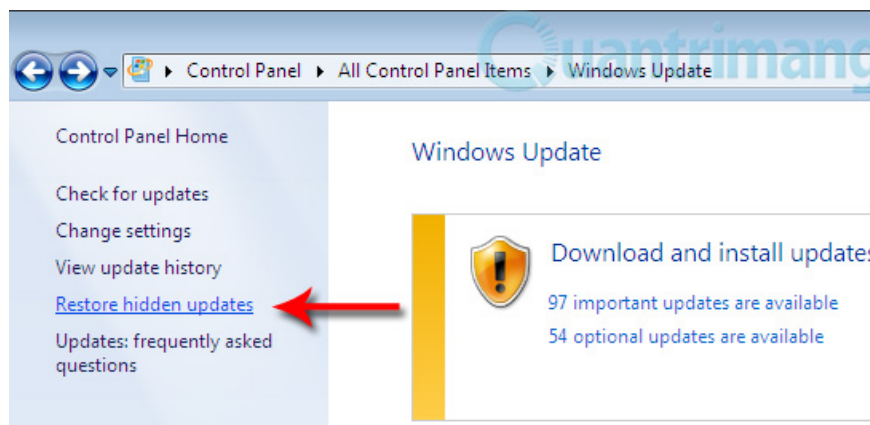 Quantrimang
Control Panel ▸ All Control Panel Items ▸ Windows Update
Control Panel Home
Windows Update
Check for updates
Change settings
View update history
Restore hidden updates
Updates: frequently asked
questions
Download and install updates
97 important updates are available
54 optional updates are available